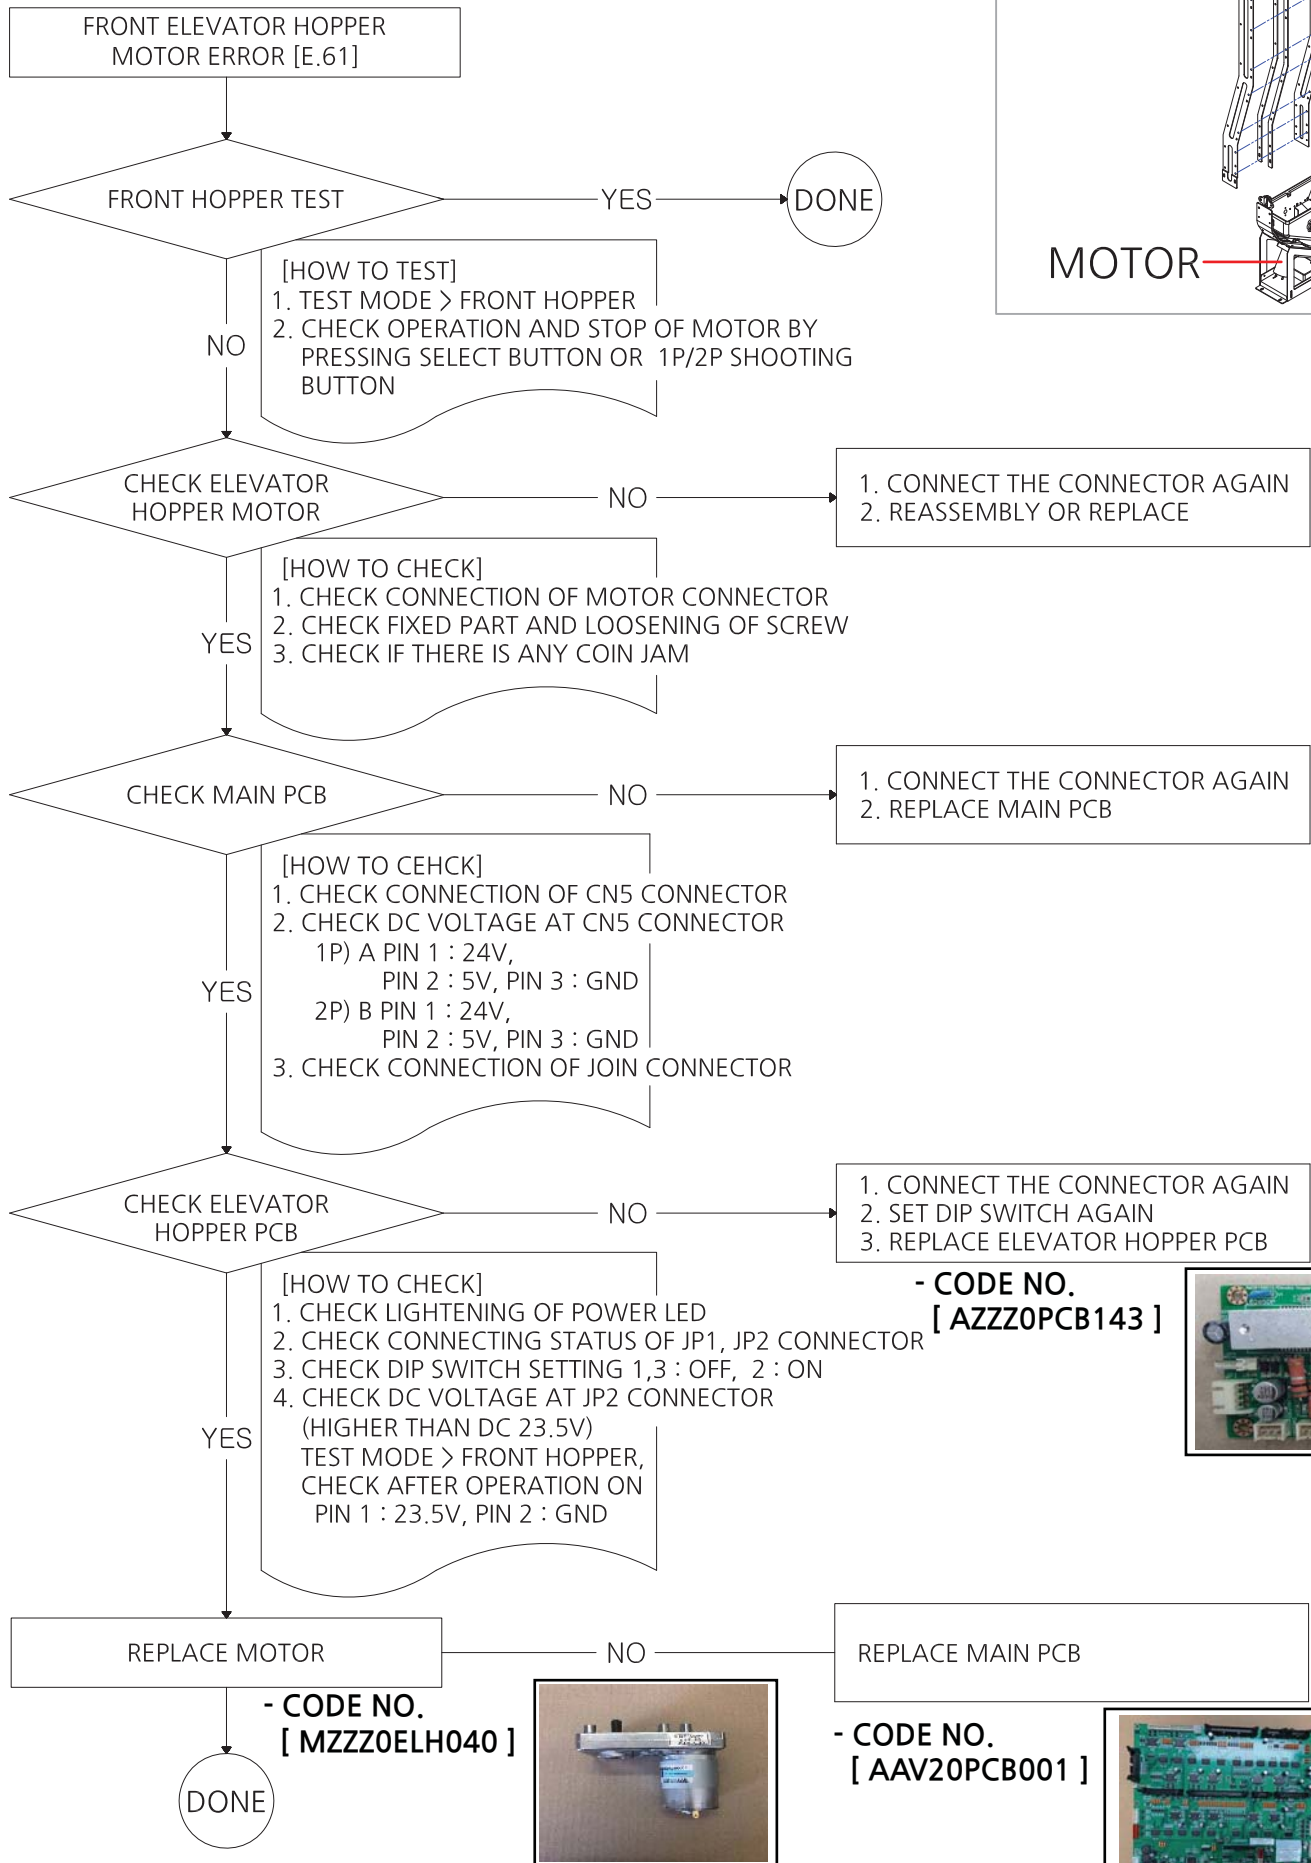 FRONT ELEVATOR HOPPER
MOTOR ERROR [E.61]
MOTOR
FRONT HOPPER TEST
YES
DONE
[HOW TO TEST]
1. TEST MODE > FRONT HOPPER
2. CHECK OPERATION AND STOP OF MOTOR BY
PRESSING SELECT BUTTON OR 1P/2P SHOOTING
BUTTON
NO
CHECK ELEVATOR
HOPPER MOTOR
NO
1. CONNECT THE CONNECTOR AGAIN
2. REASSEMBLY OR REPLACE
[HOW TO CHECK]
1. CHECK CONNECTION OF MOTOR CONNECTOR
2. CHECK FIXED PART AND LOOSENING OF SCREW
3. CHECK IF THERE IS ANY COIN JAM
YES
CHECK MAIN PCB
NO
1. CONNECT THE CONNECTOR AGAIN
2. REPLACE MAIN PCB
[HOW TO CEHCK]
1. CHECK CONNECTION OF CN5 CONNECTOR
2. CHECK DC VOLTAGE AT CN5 CONNECTOR
1P) A PIN 1 : 24V,
PIN 2 : 5V, PIN 3 : GND
2P) B PIN 1 : 24V,
PIN 2 : 5V, PIN 3 : GND
3. CHECK CONNECTION OF JOIN CONNECTOR
YES
CHECK ELEVATOR
HOPPER PCB
NO
1. CONNECT THE CONNECTOR AGAIN
2. SET DIP SWITCH AGAIN
3. REPLACE ELEVATOR HOPPER PCB
- CODE NO.
[ AZZZ0PCB143 ]
[HOW TO CHECK]
1. CHECK LIGHTENING OF POWER LED
2. CHECK CONNECTING STATUS OF JP1, JP2 CONNECTOR
3. CHECK DIP SWITCH SETTING 1,3 : OFF, 2 : ON
4. CHECK DC VOLTAGE AT JP2 CONNECTOR
(HIGHER THAN DC 23.5V)
TEST MODE > FRONT HOPPER,
CHECK AFTER OPERATION ON
PIN 1 : 23.5V, PIN 2 : GND
YES
REPLACE MOTOR
NO
REPLACE MAIN PCB
- CODE NO.
[ MZZZ0ELH040 ]
- CODE NO.
[ AAV20PCB001 ]
DONE